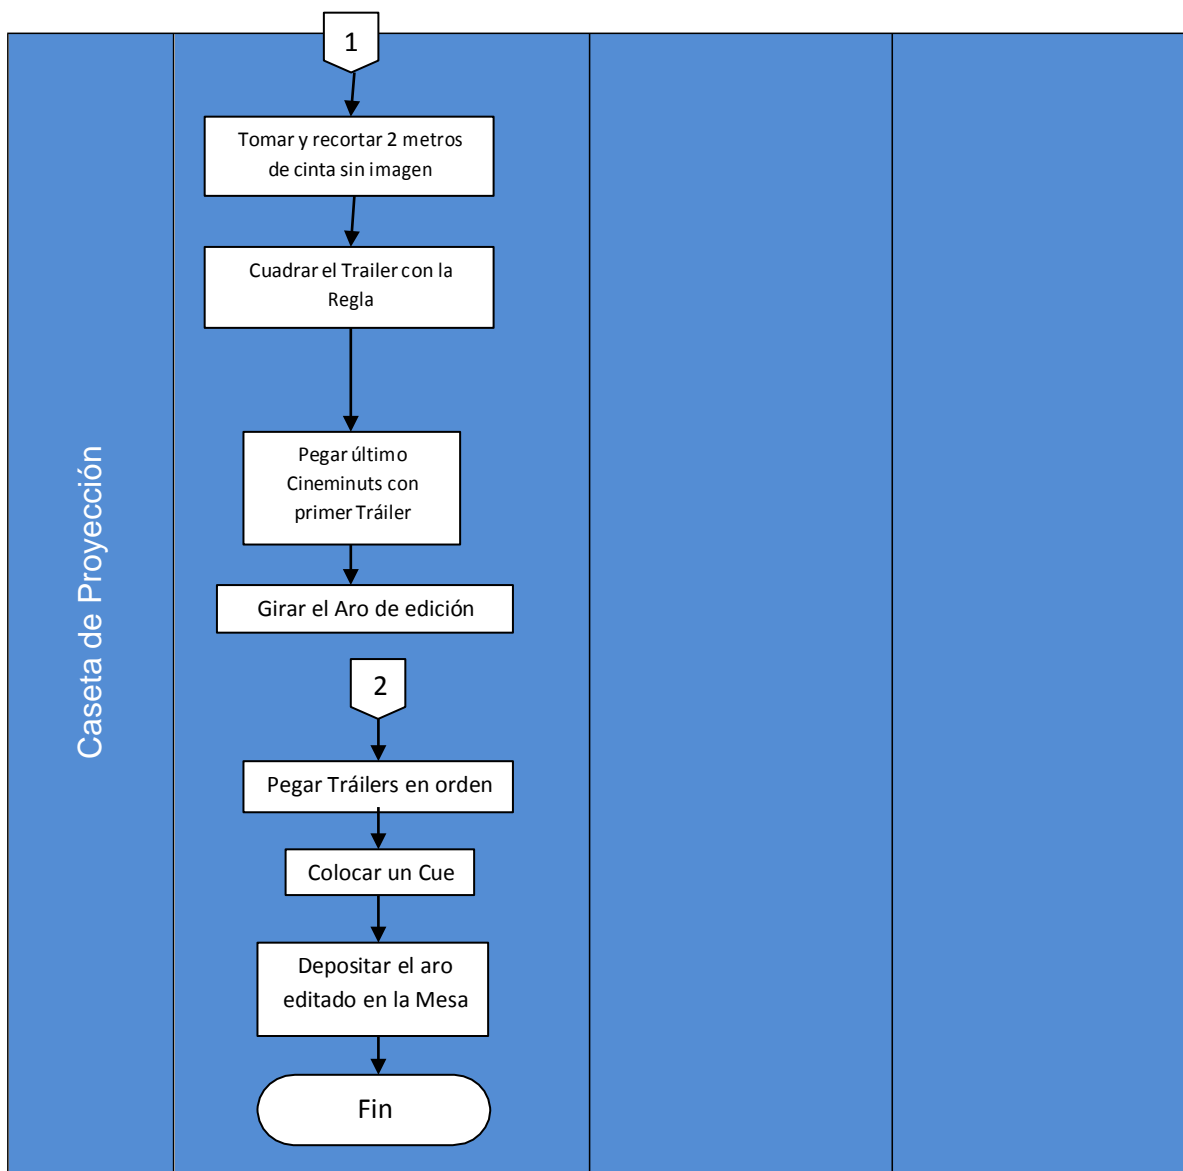 1
Tomar y recortar 2 metros
de cinta sin imagen
Cuadrar el Trailer con la
Regla
Caseta de Proyección
Pegar último
Cineminuts con
primer Tráiler
Girar el Aro de edición
2
Pegar Tráilers en orden
Colocar un Cue
Depositar el aro
editado en la Mesa
Fin